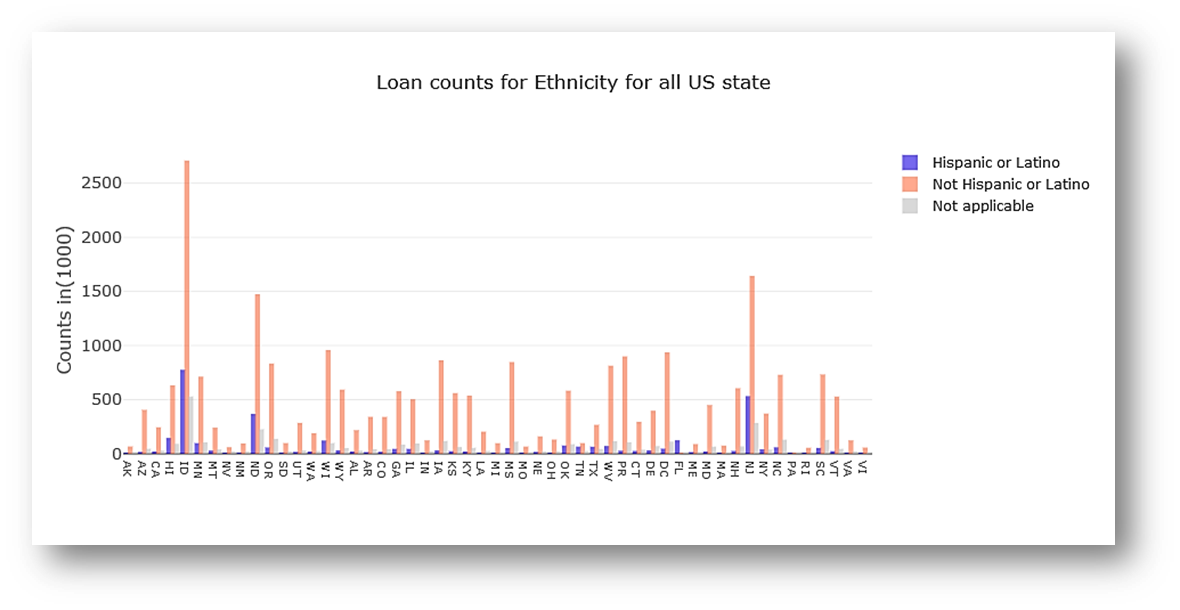 Loan counts for Ethnicity for all US state
Hispanic or Latino
Not Hispanic or Latino
Not applicable
Counts in(1000)
2500
2000
1500
1000
500
0
AK AZ CA HI ID MN MT NV NM ND OR SD UT WA WI WY AL AR CO GA IL IN IA KS KY LA MI MS MO NE OH OK TN TX WV PR CT DE DC FL ME MD MA NH NJ NY NC PA RI SC VT VA VI